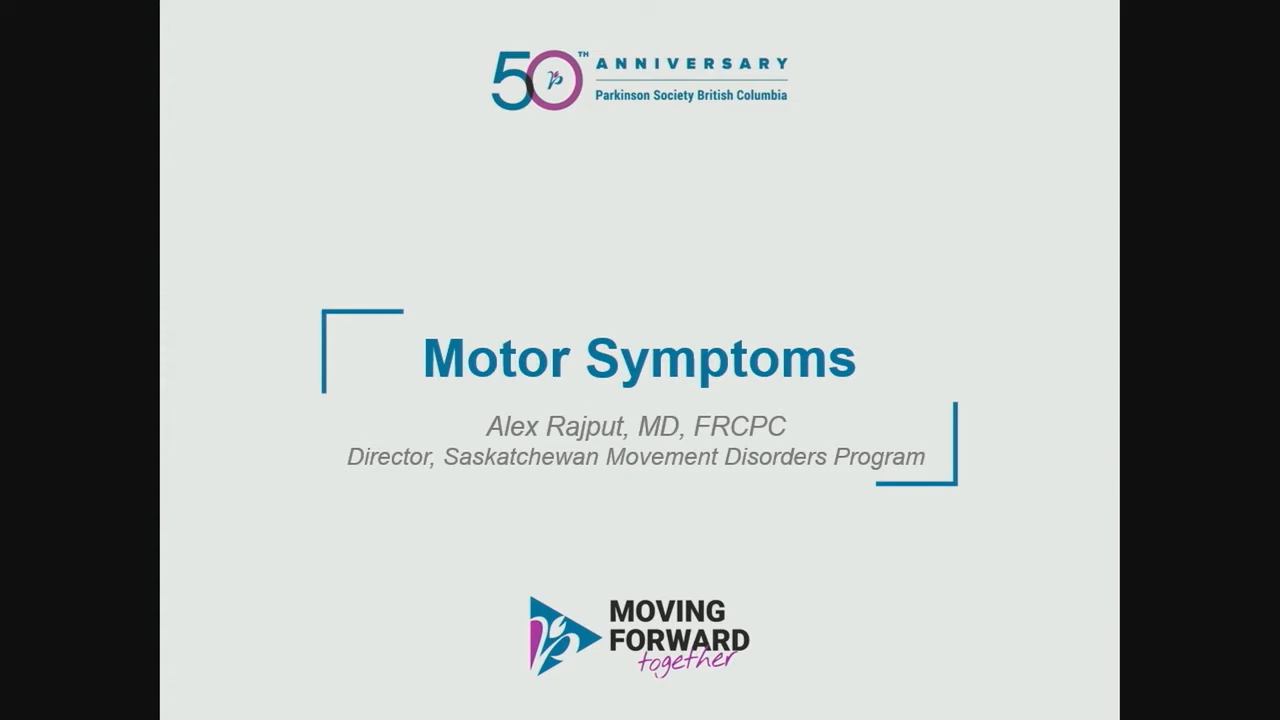 50TH ANNIVERSARY
Parkinson Society British Columbia
Motor Symptoms
Alex Rajput, MD, FRCPC
Director, Saskatchewan Movement Disorders Program
MOVING
FORWARD
together